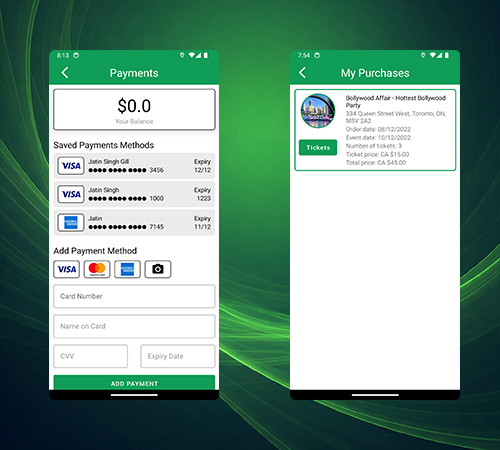 8:13
Payments
$0.0
Your Balance
Saved Payments Methods
VISA
Jatin Singh Gill
Expiry
●●●● ●●●● ●●●● 3456
12/12
VISA
Jatin Singh
Expiry
●●●● ●●●● ●●●● 1000
1223
Jatin
Expiry
●●●● ●●●● ●●●● 7145
11/12
Add Payment Method
VISA
Card Number
Name on Card
CVV
Expiry Date
ADD PAYMENT
7:54
My Purchases
Bollywood Affair - Hottest Bollywood
Party
334 Queen Street West, Toronto, ON,
M5V 2A2
Order date: 08/12/2022
Event date: 10/12/2022
Number of tickets: 3
Ticket price: CA $15.00
Total price: CA $45.00
Tickets